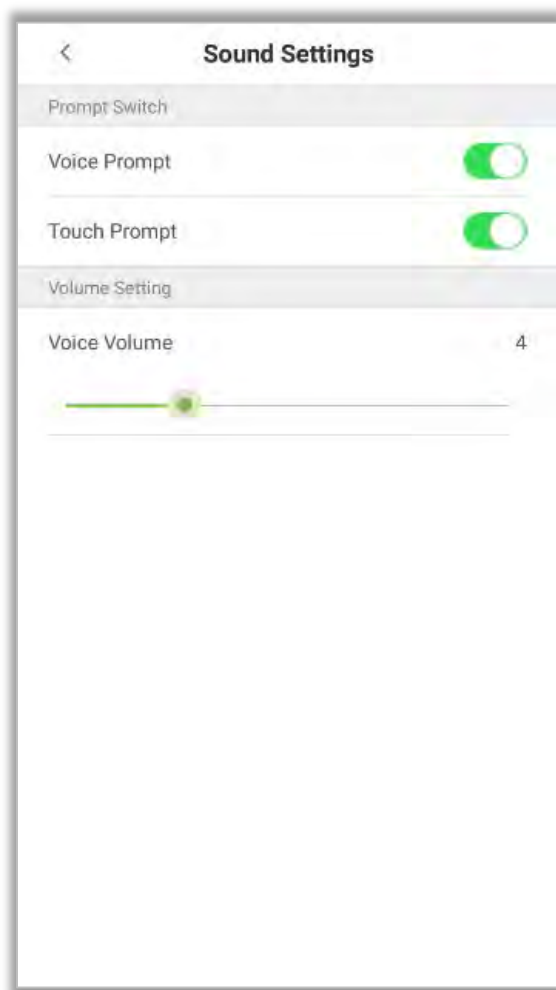 Sound Settings
Prompt Switch
Voice Prompt
Touch Prompt
Volume Setting
Voice Volume 4